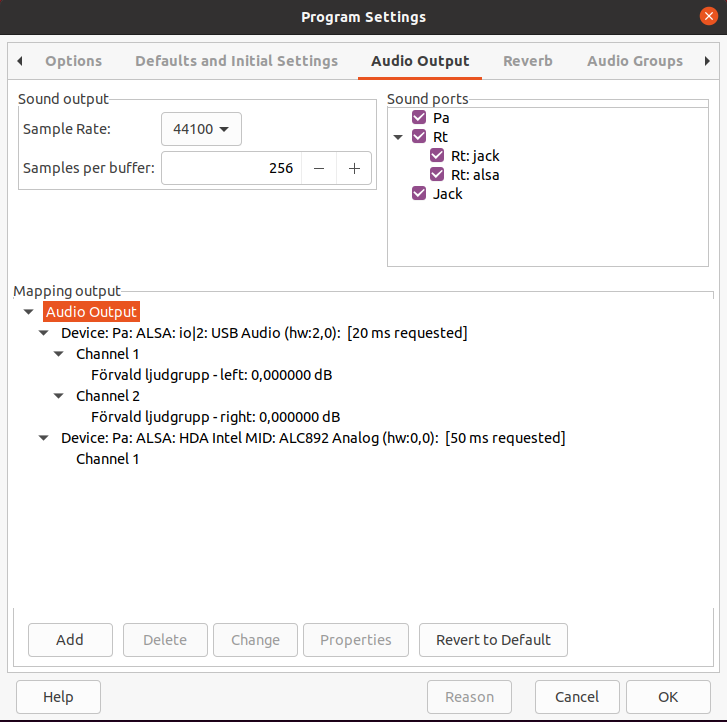 Program Settings
Options Defaults and Initial Settings Audio Output Reverb Audio Groups
Sound output
Sample Rate: 44100
Samples per buffer: 256 − +
Sound ports
Pa
Rt
Rt: jack
Rt: alsa
Jack
Mapping output
Audio Output
Device: Pa: ALSA: io|2: USB Audio (hw:2,0): [20 ms requested]
Channel 1
Förvald ljudgrupp - left: 0,000000 dB
Channel 2
Förvald ljudgrupp - right: 0,000000 dB
Device: Pa: ALSA: HDA Intel MID: ALC892 Analog (hw:0,0): [50 ms requested]
Channel 1
Add Delete Change Properties Revert to Default
Help Reason Cancel OK